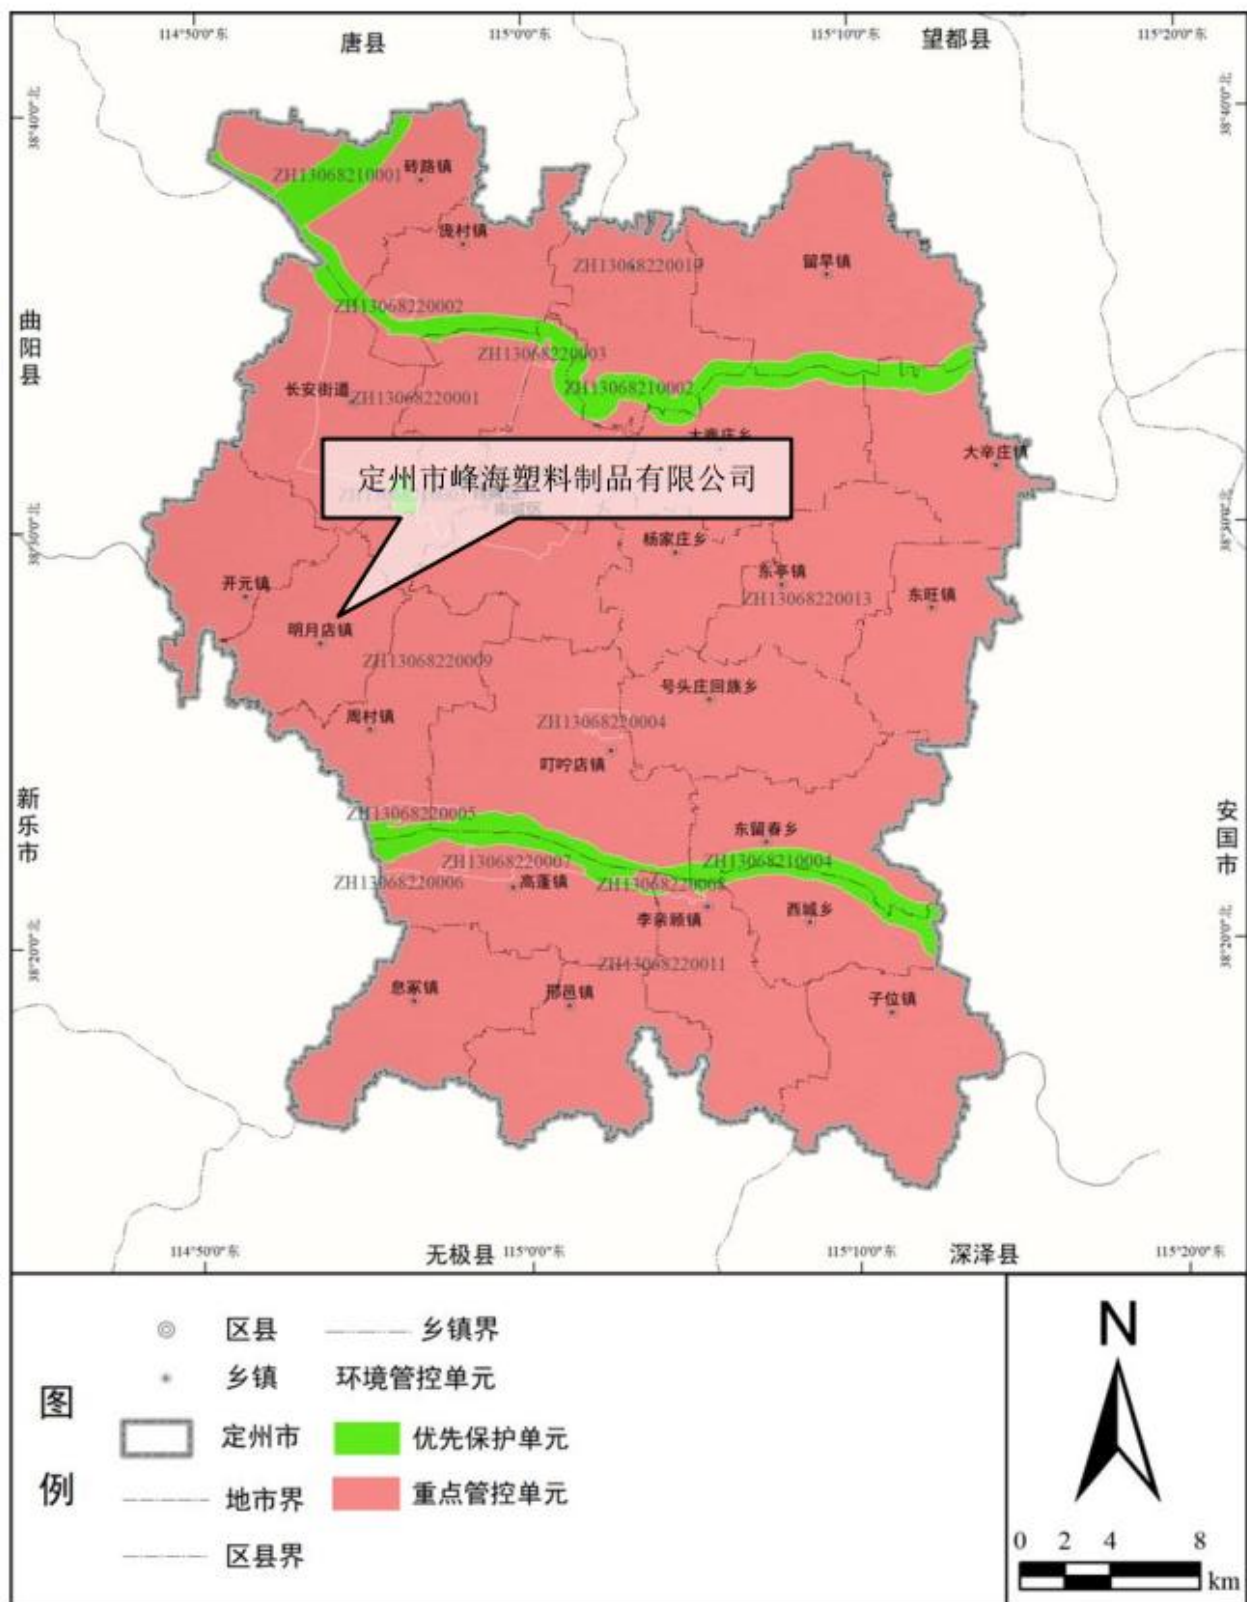 114°50'0"东
115°0'0"东
115°10'0"东
115°20'0"东
唐县
望都县
38°40'0"北
38°40'0"北
ZH13068210001
砖路镇
庞村镇
ZH13068220019
留早镇
曲阳县
ZH13068220002
ZH13068220003
ZH13068210002
长安街道
ZH13068220001
大辛庄镇
定州市峰海塑料制品有限公司
南城区
38°30'0"北
38°30'0"北
杨家庄乡
开元镇
东亭镇
东旺镇
ZH13068220013
明月店镇
ZH13068220009
号头庄回族乡
周村镇
ZH13068220004
叮咛店镇
新乐市
安国市
ZH13068220005
东留春乡
ZH13068220007
ZH13068210004
ZH13068220006
高蓬镇
ZH13068220008
李亲顾镇
西城乡
38°20'0"北
38°20'0"北
ZH13068220011
息冢镇
邢邑镇
子位镇
114°50'0"东
无极县
115°0'0"东
115°10'0"东
深泽县
115°20'0"东
图例
区县
乡镇界
乡镇
环境管控单元
定州市
优先保护单元
地市界
重点管控单元
区县界
N
0 2 4 8
km